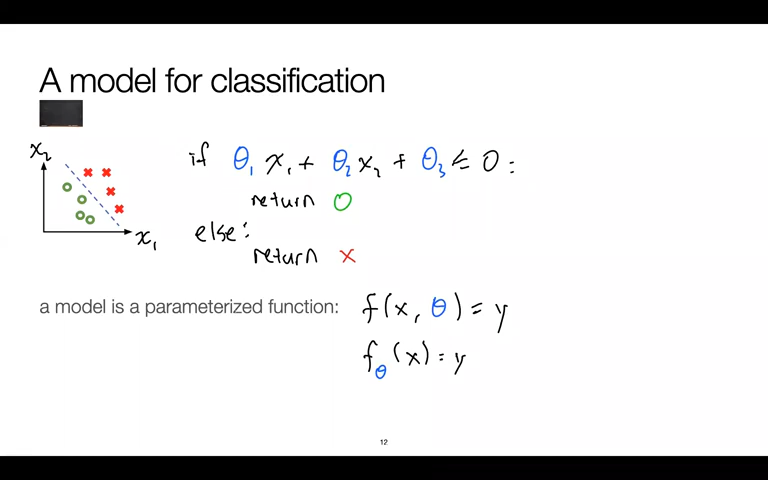 A model for classification
x₂
x₁
if θ₁ x₁ + θ₂ x₂ + θ₃ ≤ 0 :
return O
else:
return x
a model is a parameterized function: f(x, θ) = y
f_θ (x) = y
12